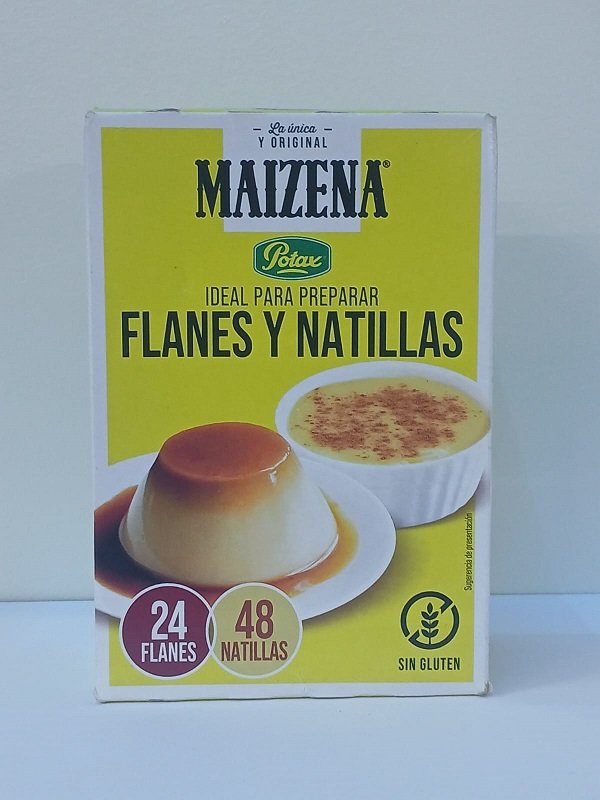 La única
Y ORIGINAL
MAIZENA®
Potax
IDEAL PARA PREPARAR
FLANES Y NATILLAS
Sugerencia de presentación
24
FLANES
48
NATILLAS
SIN GLUTEN